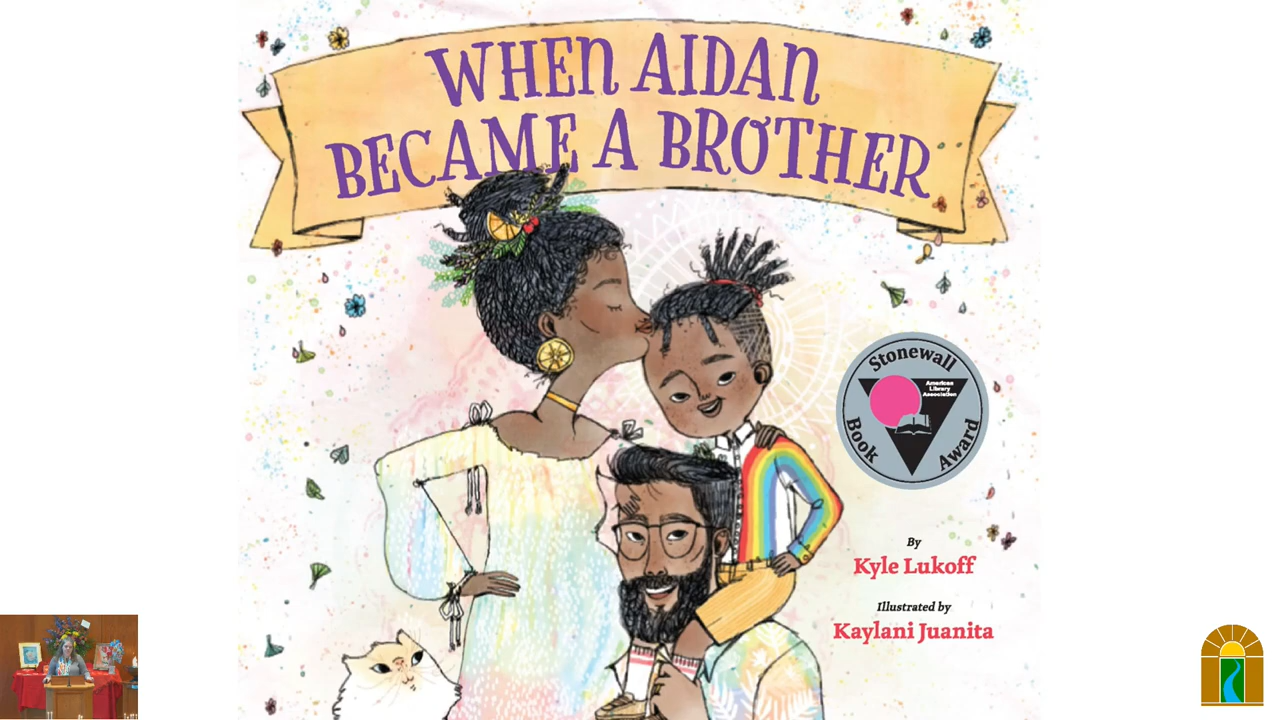 WHEN AIDAN
BECAME A BROTHER
Stonewall
American
Library
Association
Book
Award
By
Kyle Lukoff
Illustrated by
Kaylani Juanita